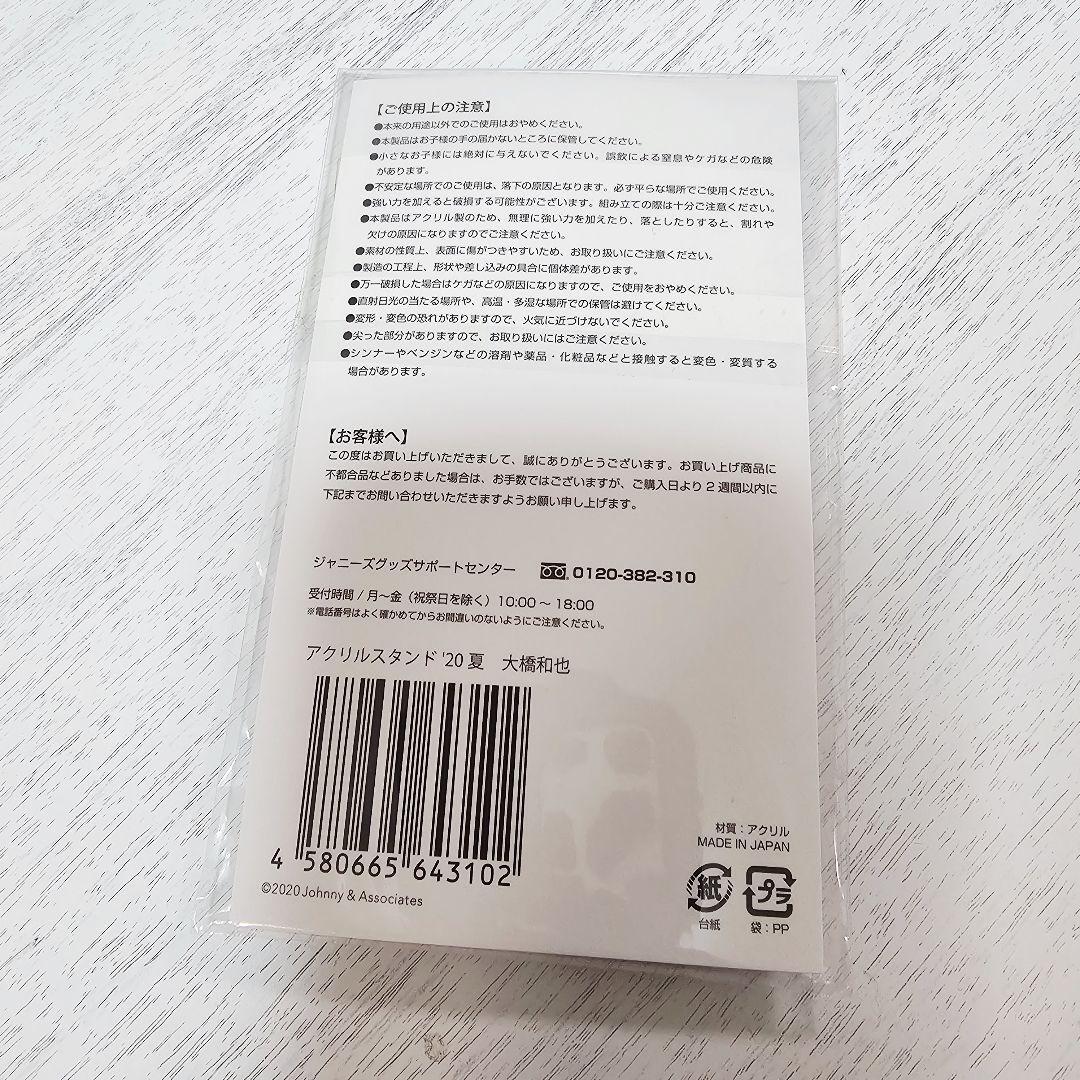 【ご使用上の注意】
●本来の用途以外でのご使用はおやめください。
●本製品はお子様の手の届かないところに保管してください。
●小さなお子様には絶対に与えないでください。誤飲による窒息やケガなどの危険
があります。
●不安定な場所でのご使用は、落下の原因となります。必ず平らな場所でご使用ください。
●強い力を加えると破損する可能性がございます。組み立ての際は十分ご注意ください。
●本製品はアクリル製のため、無理に強い力を加えたり、落としたりすると、割れや
欠けの原因になりますのでご注意ください。
●素材の性質上、表面に傷がつきやすいため、お取り扱いにご注意ください。
●製造の工程上、形状や差し込みの具合に個体差があります。
●万一破損した場合はケガなどの原因になりますので、ご使用をおやめください。
●直射日光の当たる場所や、高温・多湿な場所での保管は避けてください。
●変形・変色の恐れがありますので、火気に近づけないでください。
●尖った部分がありますので、お取り扱いにはご注意ください。
●シンナーやベンジンなどの溶剤や薬品・化粧品などと接触すると変色・変質する
場合があります。
【お客様へ】
この度はお買い上げいただきまして、誠にありがとうございます。お買い上げ商品に
不都合品などありました場合は、お手数ではございますが、ご購入日より2週間以内に
下記までお問い合わせいただきますようお願い申し上げます。
ジャニーズグッズサポートセンター 0120-382-310
受付時間/月～金（祝祭日を除く）10:00～18:00
※電話番号はよく確かめてからお間違いのないようにご注意ください。
アクリルスタンド '20 夏 大橋和也
4 580665 643102
©2020 Johnny & Associates
材質：アクリル
MADE IN JAPAN
紙 プラ
台紙 袋：PP